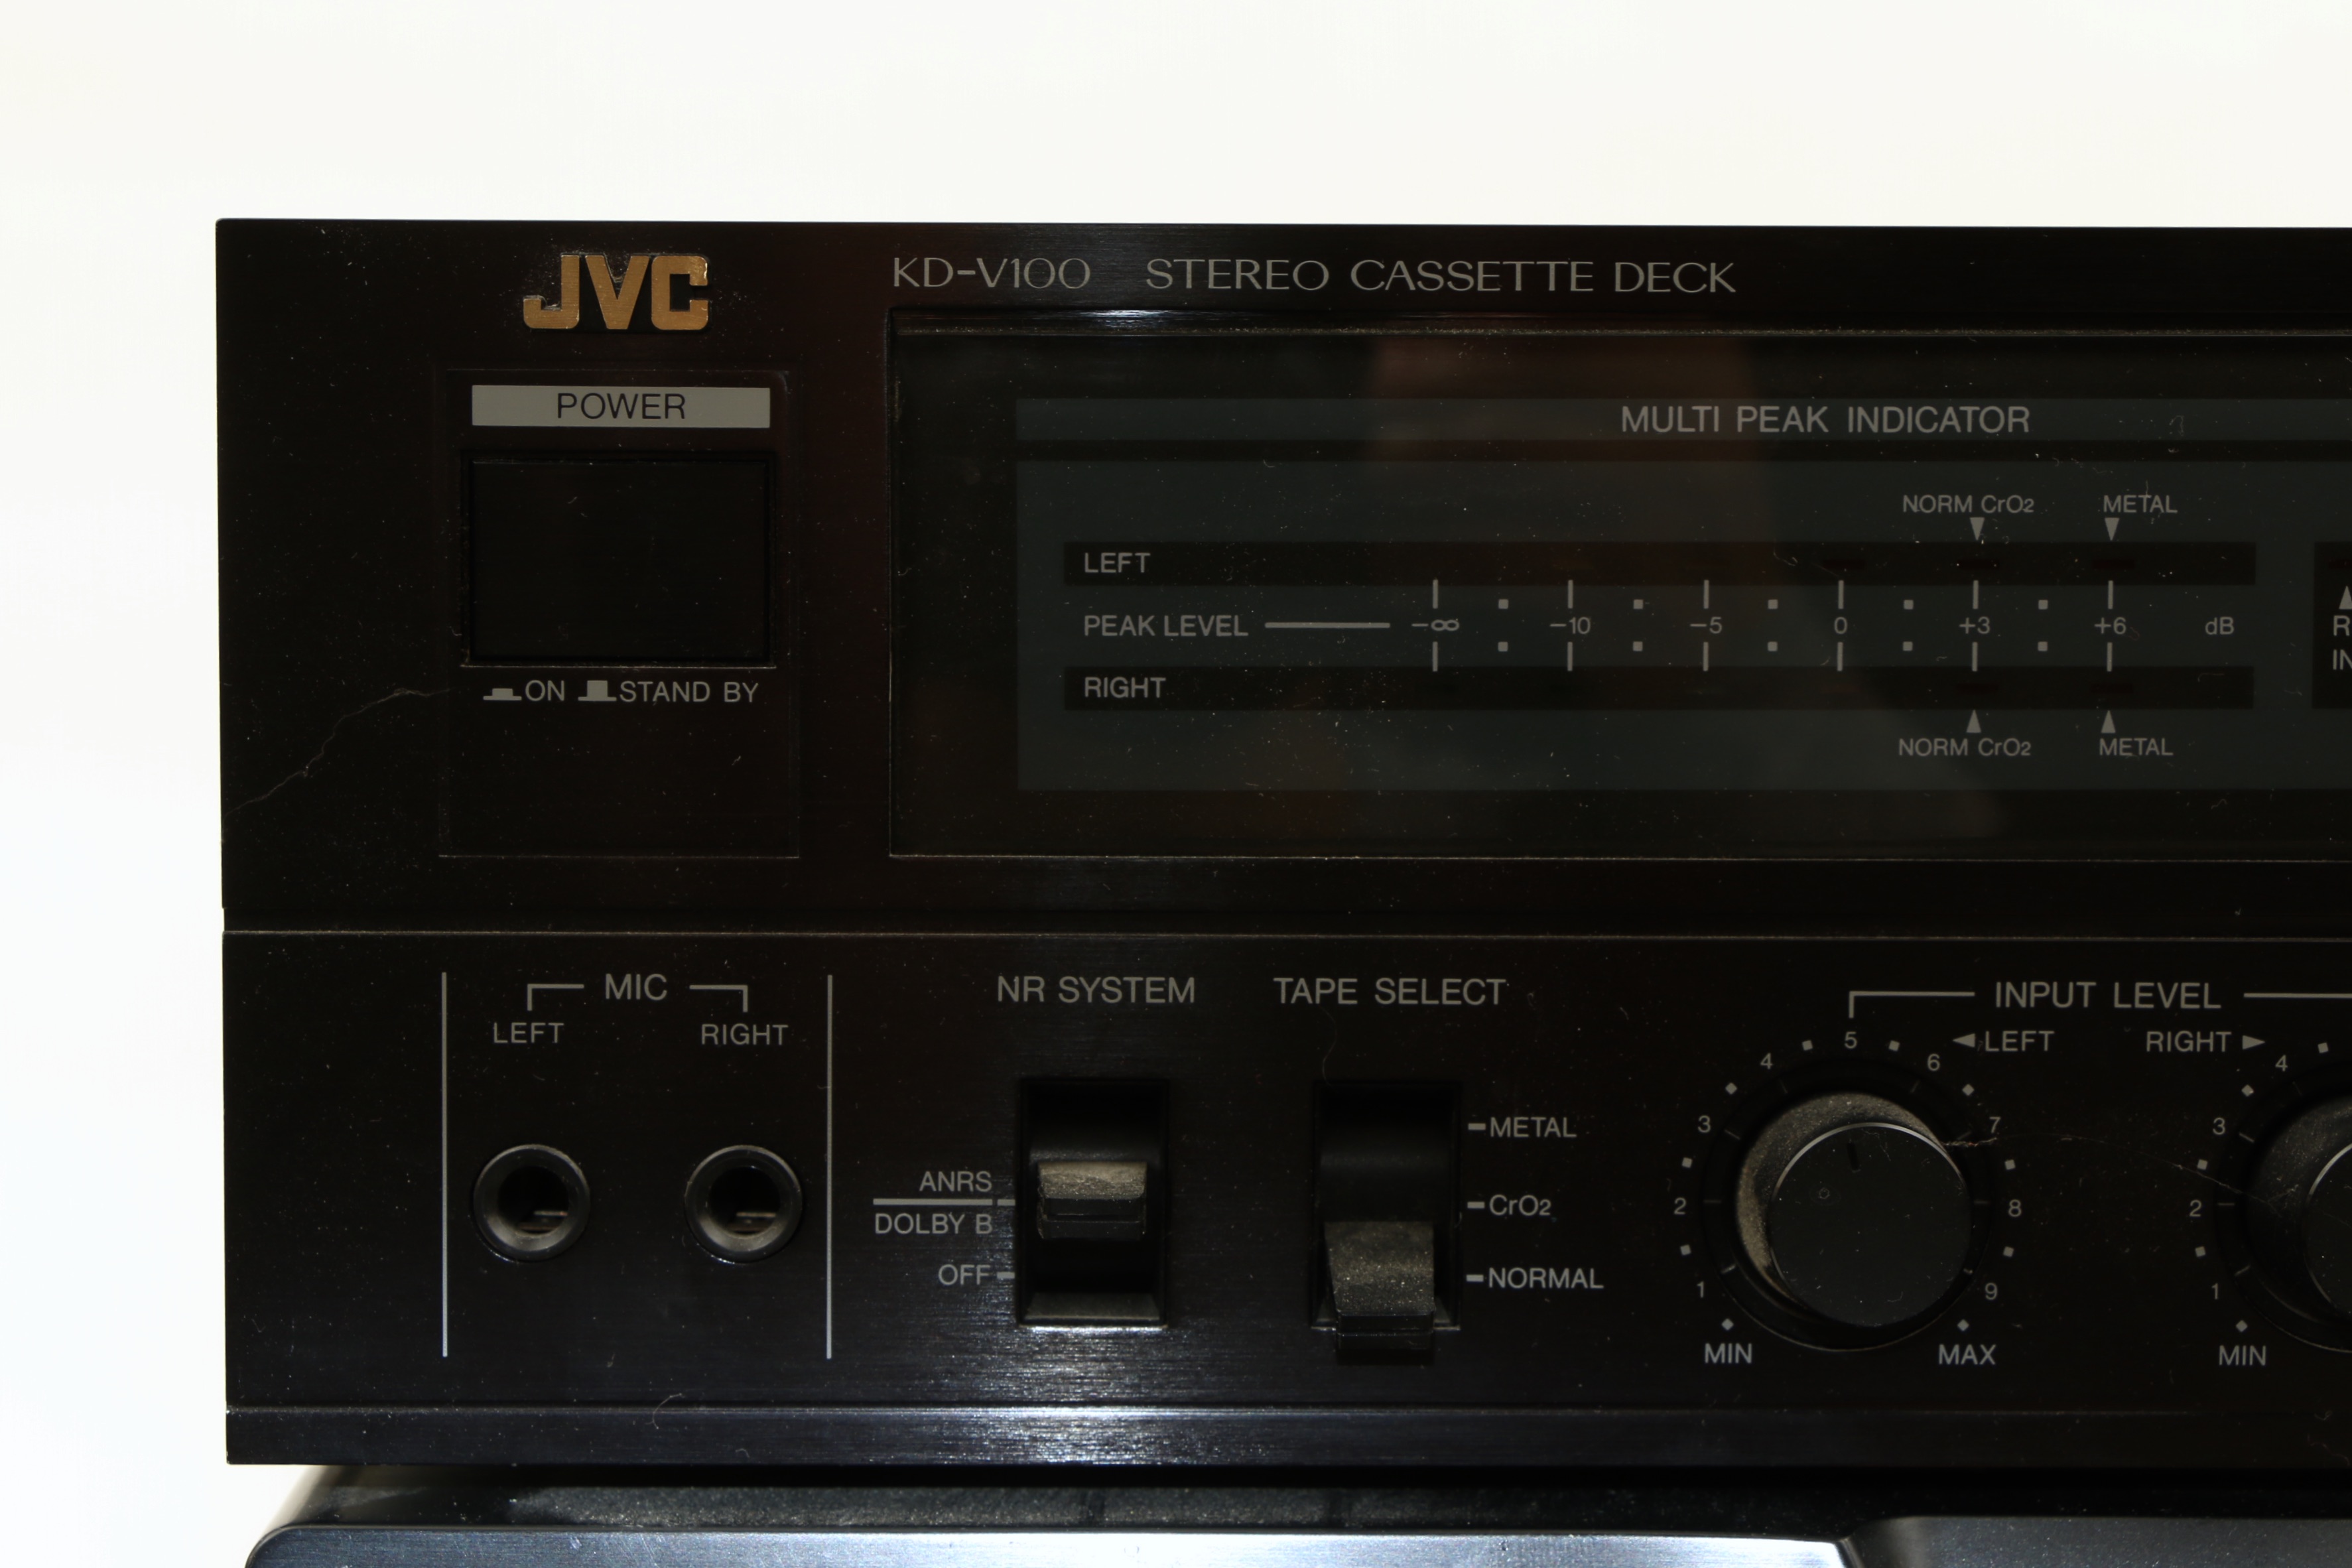 JVC
KD-V100 STEREO CASSETTE DECK
POWER
ON STAND BY
MULTI PEAK INDICATOR
NORM CrO2 METAL
LEFT
PEAK LEVEL -∞ -10 -5 0 +3 +6 dB
RIGHT
NORM CrO2 METAL
R
IN
MIC
LEFT RIGHT
NR SYSTEM
ANRS
DOLBY B
OFF
TAPE SELECT
METAL
CrO2
NORMAL
INPUT LEVEL
◄LEFT RIGHT►
MIN 1 2 3 4 5 6 7 8 9 MAX
MIN 1 2 3 4